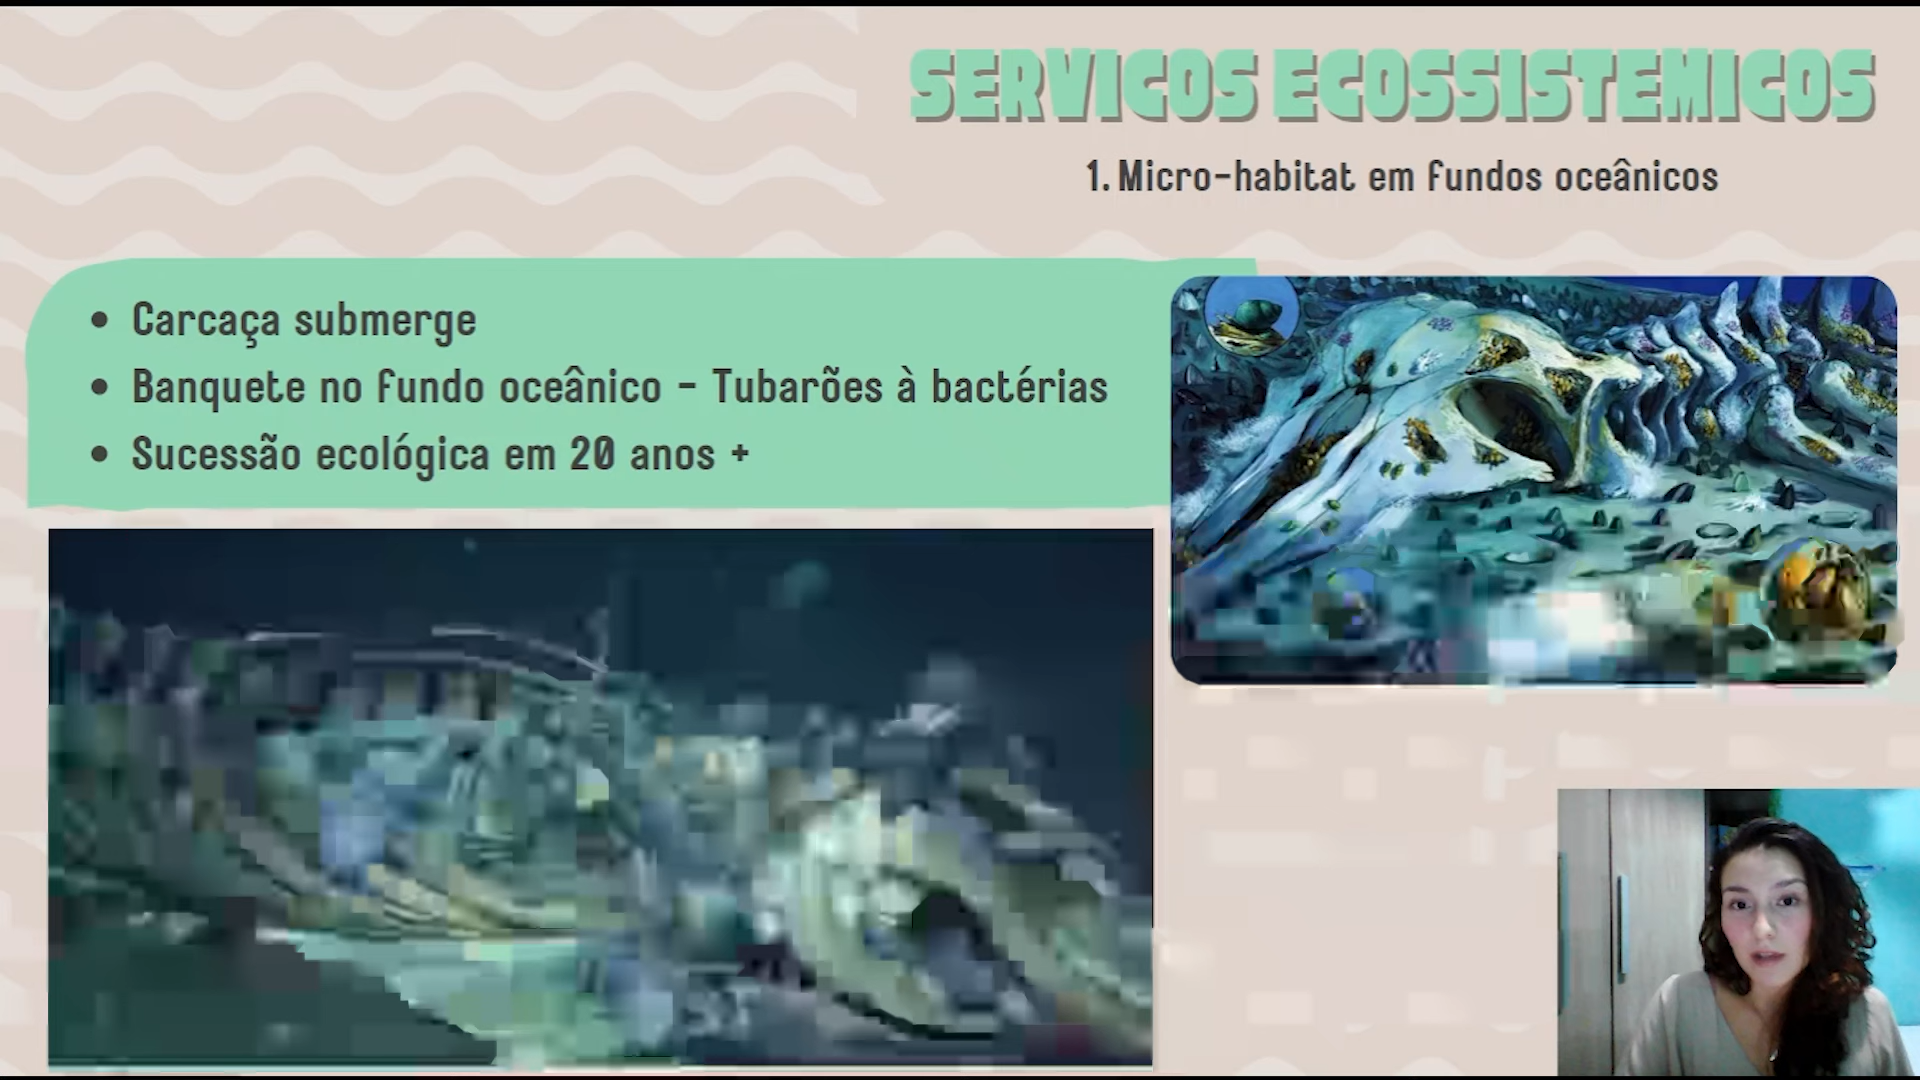 SERVICOS ECOSSISTEMICOS
1. Micro-habitat em fundos oceânicos
• Carcaça submerge
• Banquete no fundo oceânico - Tubarões à bactérias
• Sucessão ecológica em 20 anos +